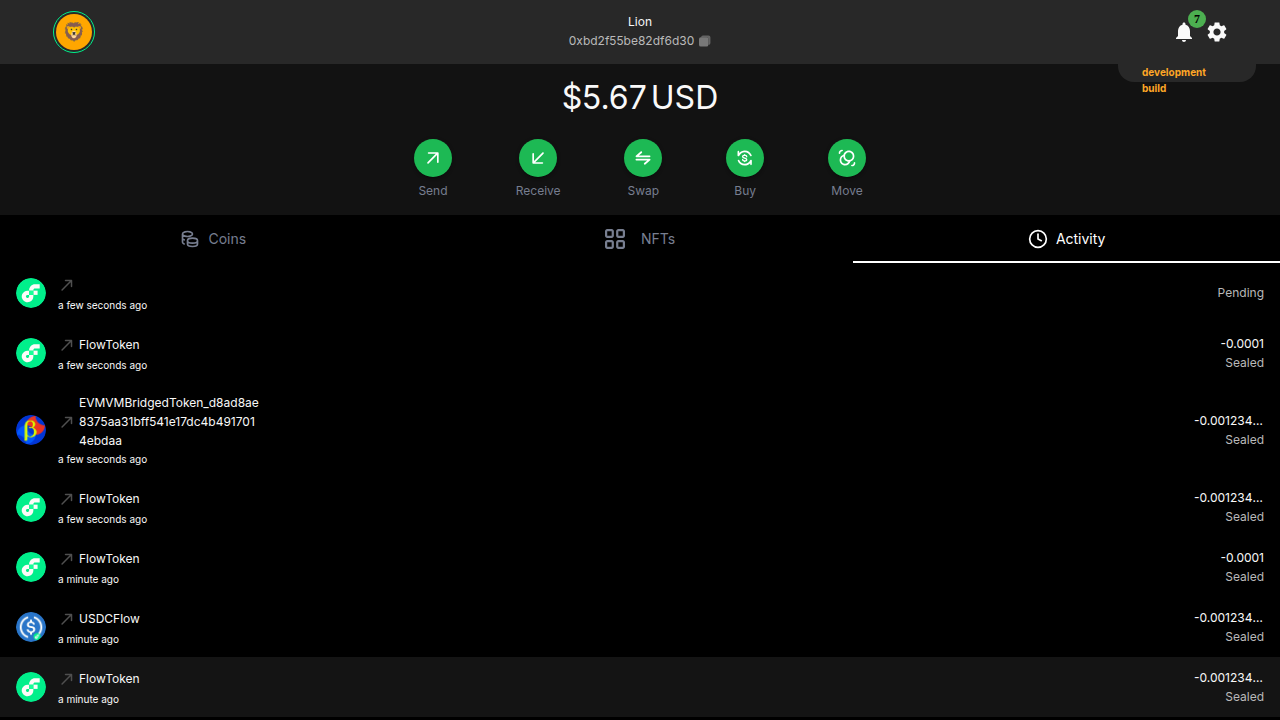 Lion
0xbd2f55be82df6d30
7
development
build
$5.67 USD
Send
Receive
Swap
Buy
Move
Coins
NFTs
Activity
a few seconds ago
Pending
FlowToken
-0.0001
a few seconds ago
Sealed
EVMVMBridgedToken_d8ad8ae
8375aa31bff541e17dc4b491701
4ebdaa
-0.001234...
Sealed
a few seconds ago
FlowToken
-0.001234...
a few seconds ago
Sealed
FlowToken
-0.0001
a minute ago
Sealed
USDCFlow
-0.001234...
a minute ago
Sealed
FlowToken
-0.001234...
a minute ago
Sealed